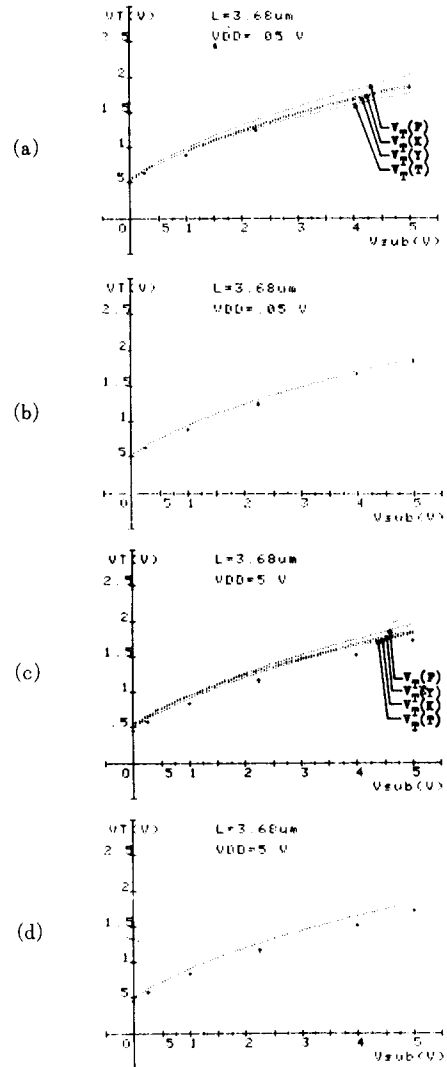 (a)
VT(V)
L=3.68um
VDD=.05 V
2.5
2
1.5
1
.5
0
.5 1 2 3 4 5
Vsub(V)
V_T(F)
V_T(K)
V_T(Y)
V_T(T)
(b)
VT(V)
L=3.68um
VDD=.05 V
2.5
2
1.5
1
.5
0
.5 1 2 3 4 5
Vsub(V)
(c)
VT(V)
L=3.68um
VDD=5 V
2.5
2
1.5
1
.5
0
.5 1 2 3 4 5
Vsub(V)
V_T(F)
V_T(Y)
V_T(K)
V_T(T)
(d)
VT(V)
L=3.68um
VDD=5 V
2.5
2
1.5
1
.5
0
.5 1 2 3 4 5
Vsub(V)